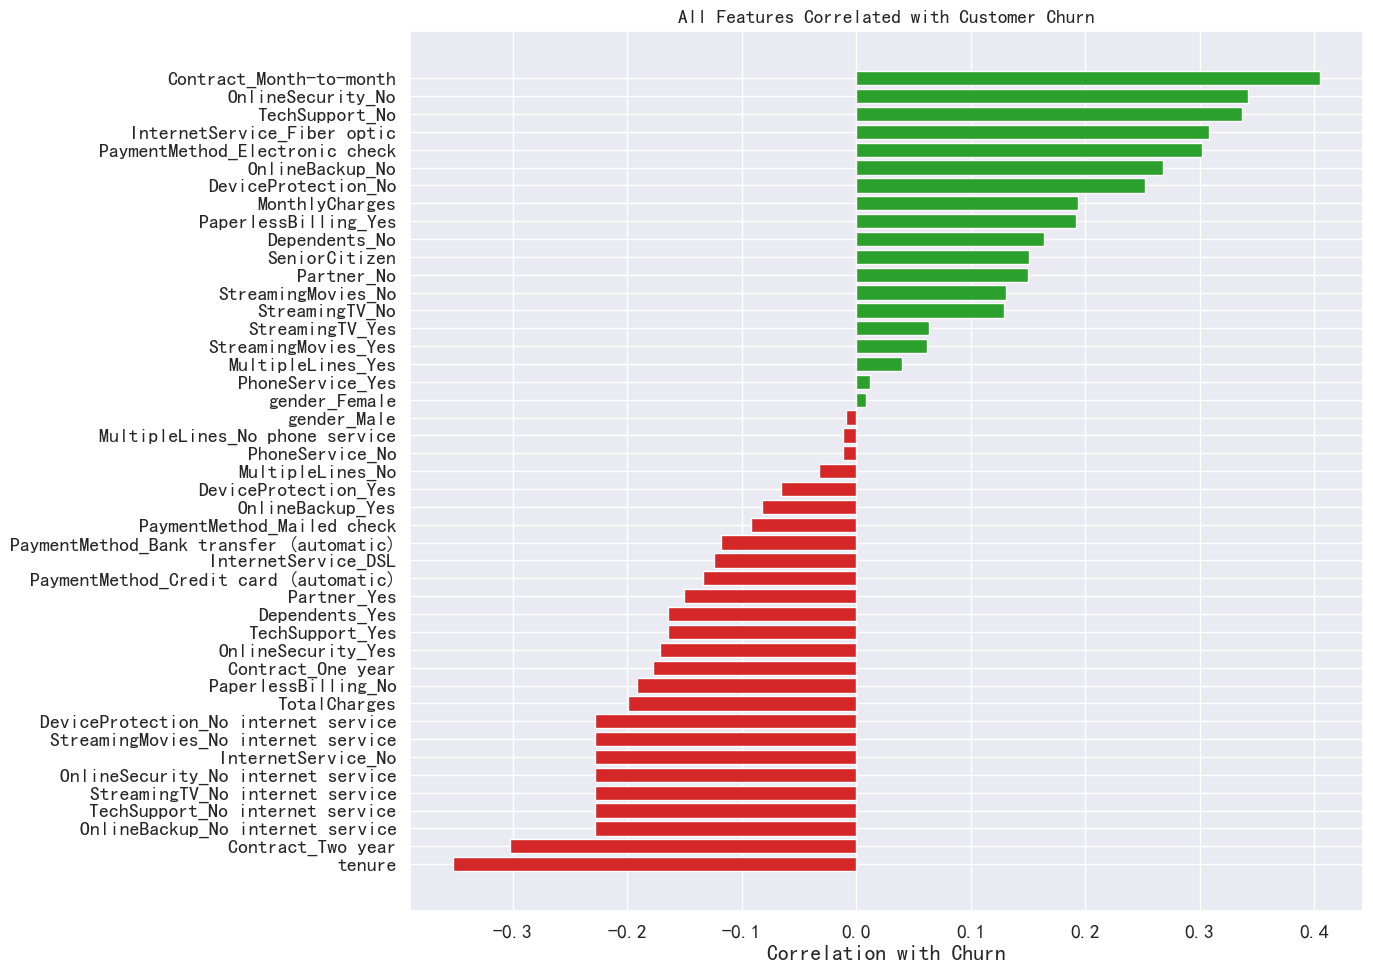 All Features Correlated with Customer Churn
Contract_Month-to-month
OnlineSecurity_No
TechSupport_No
InternetService_Fiber optic
PaymentMethod_Electronic check
OnlineBackup_No
DeviceProtection_No
MonthlyCharges
PaperlessBilling_Yes
Dependents_No
SeniorCitizen
Partner_No
StreamingMovies_No
StreamingTV_No
StreamingTV_Yes
StreamingMovies_Yes
MultipleLines_Yes
PhoneService_Yes
gender_Female
gender_Male
MultipleLines_No phone service
PhoneService_No
MultipleLines_No
DeviceProtection_Yes
OnlineBackup_Yes
PaymentMethod_Mailed check
PaymentMethod_Bank transfer (automatic)
InternetService_DSL
PaymentMethod_Credit card (automatic)
Partner_Yes
Dependents_Yes
TechSupport_Yes
OnlineSecurity_Yes
Contract_One year
PaperlessBilling_No
TotalCharges
DeviceProtection_No internet service
StreamingMovies_No internet service
InternetService_No
OnlineSecurity_No internet service
StreamingTV_No internet service
TechSupport_No internet service
OnlineBackup_No internet service
Contract_Two year
tenure
-0.3 -0.2 -0.1 0.0 0.1 0.2 0.3 0.4
Correlation with Churn